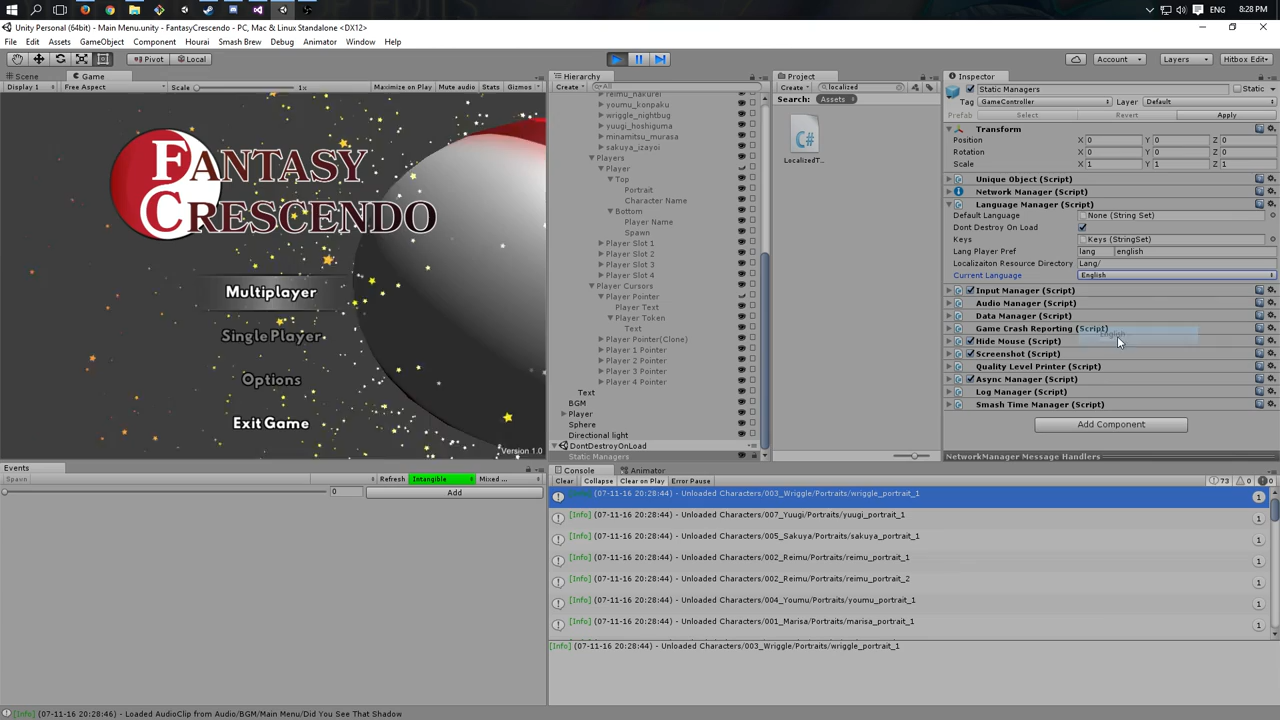 ENG
8:28 PM
Unity Personal (64bit) - Main Menu.unity - FantasyCrescendo - PC, Mac & Linux Standalone <DX12>
File Edit Assets GameObject Component Hourai Smash Brew Debug Animator Window Help
Pivot Local
Account Layers Hitbox Edit
Scene Game
Display 1 Free Aspect Scale 1x Maximize on Play Mute audio Stats Gizmos
FANTASY
CRESCENDO
Multiplayer
Single Player
Options
Exit Game
Version 1.0
Hierarchy
Create All
reimu_hakurei
youmu_konpaku
wriggle_nightbug
yuugi_hoshiguma
minamitsu_murasa
sakuya_izayoi
Players
Player
Top
Portrait
Character Name
Bottom
Player Name
Spawn
Player Slot 1
Player Slot 2
Player Slot 3
Player Slot 4
Player Cursors
Player Pointer
Player Text
Player Token
Text
Player Pointer(Clone)
Player 1 Pointer
Player 2 Pointer
Player 3 Pointer
Player 4 Pointer
Text
BGM
Player
Sphere
Directional light
DontDestroyOnLoad
Static Managers
Project
Create localized
Search: Assets
C#
LocalizedT...
Inspector
Static Managers Static
Tag GameController Layer Default
Prefab Select Revert Apply
Transform
Position X 0 Y 0 Z 0
Rotation X 0 Y 0 Z 0
Scale X 1 Y 1 Z 1
Unique Object (Script)
Network Manager (Script)
Language Manager (Script)
Default Language None (String Set)
Dont Destroy On Load
Keys Keys (StringSet)
Lang Player Pref lang english
Localizaiton Resource Directory Lang/
Current Language English
Input Manager (Script)
Audio Manager (Script)
Data Manager (Script)
Game Crash Reporting (Script)
English
Hide Mouse (Script)
Screenshot (Script)
Quality Level Printer (Script)
Async Manager (Script)
Log Manager (Script)
Smash Time Manager (Script)
Add Component
NetworkManager Message Handlers
Events
Spawn Refresh Intangible Mixed ...
0 Add
Console Animator
Clear Collapse Clear on Play Error Pause 73 0 0
[Info] (07-11-16 20:28:44) - Unloaded Characters/003_Wriggle/Portraits/wriggle_portrait_1 1
[Info] (07-11-16 20:28:44) - Unloaded Characters/007_Yuugi/Portraits/yuugi_portrait_1 1
[Info] (07-11-16 20:28:44) - Unloaded Characters/005_Sakuya/Portraits/sakuya_portrait_1 1
[Info] (07-11-16 20:28:44) - Unloaded Characters/002_Reimu/Portraits/reimu_portrait_1 1
[Info] (07-11-16 20:28:44) - Unloaded Characters/002_Reimu/Portraits/reimu_portrait_2 1
[Info] (07-11-16 20:28:44) - Unloaded Characters/004_Youmu/Portraits/youmu_portrait_1 1
[Info] (07-11-16 20:28:44) - Unloaded Characters/001_Marisa/Portraits/marisa_portrait_1 1
[Info] (07-11-16 20:28:44) - Unloaded Characters/003_Wriggle/Portraits/wriggle_portrait_1
[Info] (07-11-16 20:28:46) - Loaded AudioClip from Audio/BGM/Main Menu/Did You See That Shadow